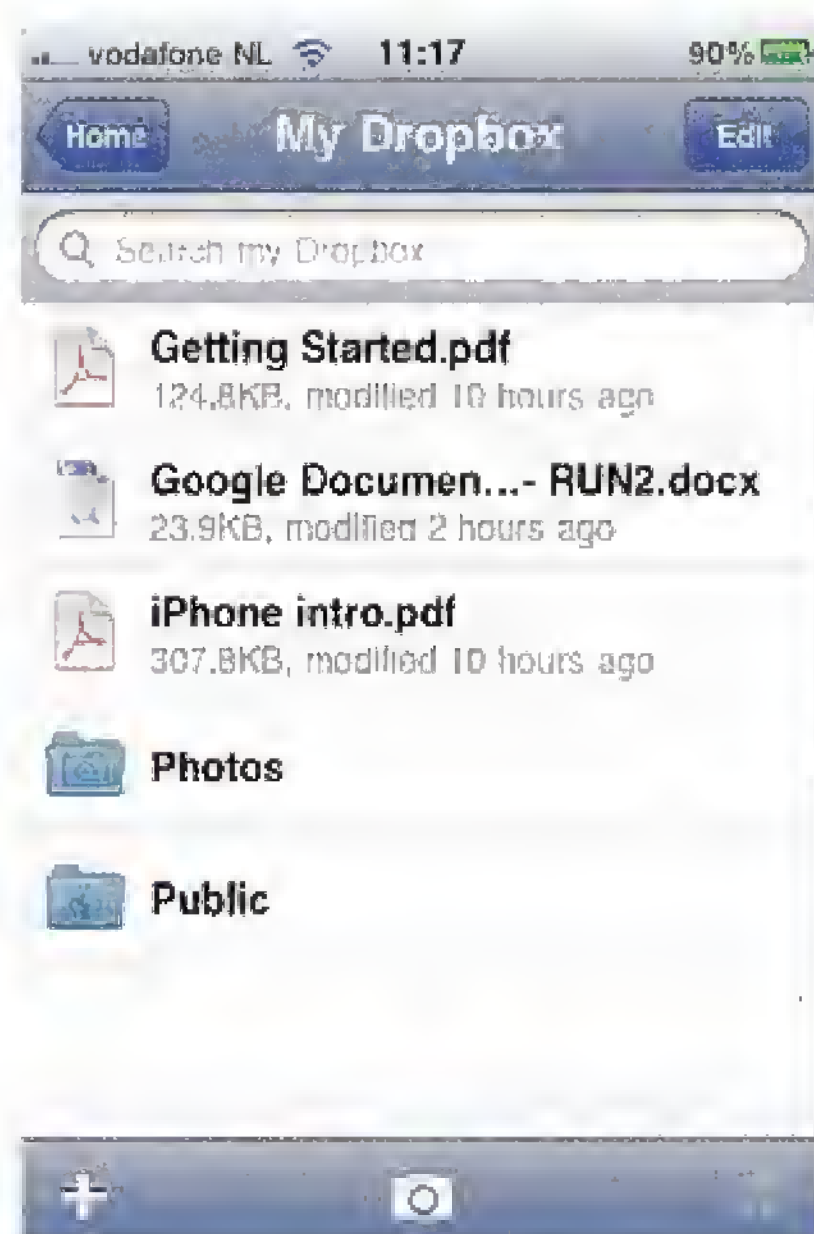 vodafone NL 11:17 90%
Home My Dropbox Edit
Search my Dropbox
Getting Started.pdf
124.8KB, modified 10 hours ago
Google Documen...- RUN2.docx
23.9KB, modified 2 hours ago
iPhone intro.pdf
307.8KB, modified 10 hours ago
Photos
Public